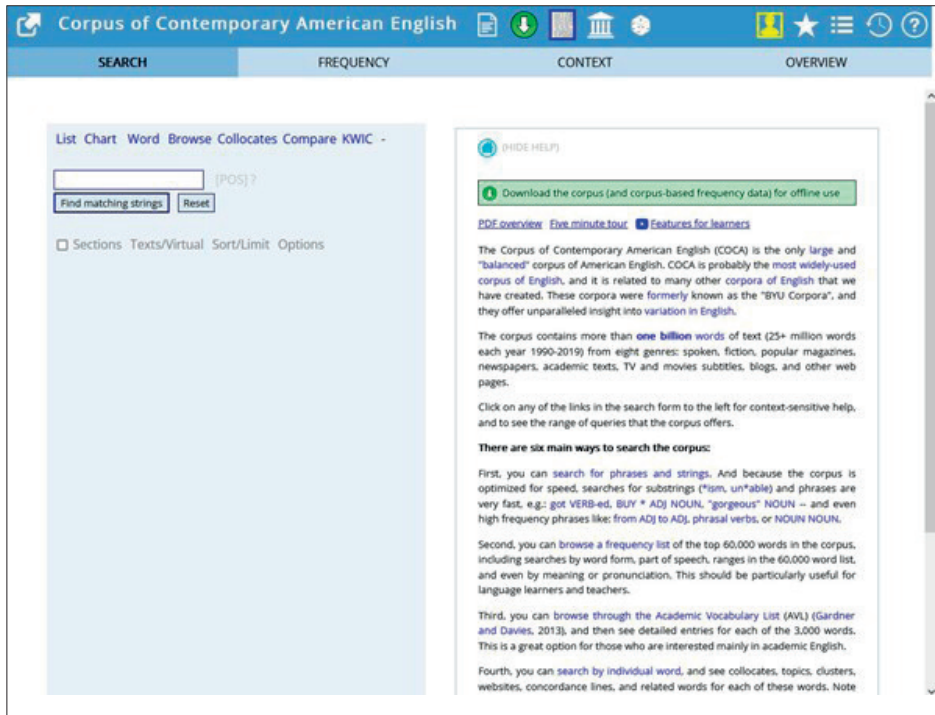 Corpus of Contemporary American English
SEARCH FREQUENCY CONTEXT OVERVIEW
List Chart Word Browse Collocates Compare KWIC -
[POS] ?
Find matching strings Reset
Sections Texts/Virtual Sort/Limit Options
(HIDE HELP)
Download the corpus (and corpus-based frequency data) for offline use
PDF overview Five minute tour Features for learners
The Corpus of Contemporary American English (COCA) is the only large and
"balanced" corpus of American English. COCA is probably the most widely-used
corpus of English, and it is related to many other corpora of English that we
have created. These corpora were formerly known as the "BYU Corpora", and
they offer unparalleled insight into variation in English.
The corpus contains more than one billion words of text (25+ million words
each year 1990-2019) from eight genres: spoken, fiction, popular magazines,
newspapers, academic texts, TV and movies subtitles, blogs, and other web
pages.
Click on any of the links in the search form to the left for context-sensitive help,
and to see the range of queries that the corpus offers.
There are six main ways to search the corpus:
First, you can search for phrases and strings. And because the corpus is
optimized for speed, searches for substrings (*ism, un*able) and phrases are
very fast, e.g.: got VERB-ed, BUY * ADJ NOUN, "gorgeous" NOUN -- and even
high frequency phrases like: from ADJ to ADJ, phrasal verbs, or NOUN NOUN.
Second, you can browse a frequency list of the top 60,000 words in the corpus,
including searches by word form, part of speech, ranges in the 60,000 word list,
and even by meaning or pronunciation. This should be particularly useful for
language learners and teachers.
Third, you can browse through the Academic Vocabulary List (AVL) (Gardner
and Davies, 2013), and then see detailed entries for each of the 3,000 words.
This is a great option for those who are interested mainly in academic English.
Fourth, you can search by individual word, and see collocates, topics, clusters,
websites, concordance lines, and related words for each of these words. Note